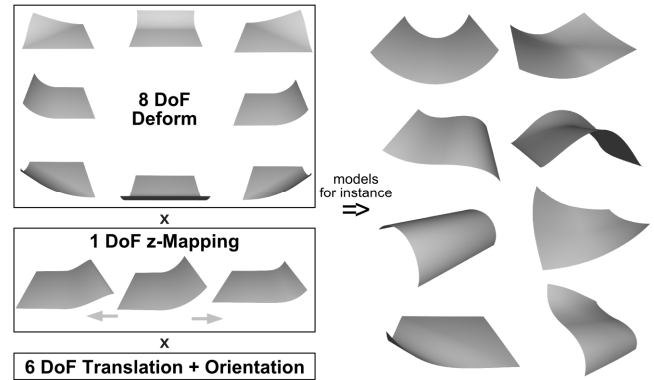 8 DoF
Deform
x
1 DoF z-Mapping
x
6 DoF Translation + Orientation
models
for instance